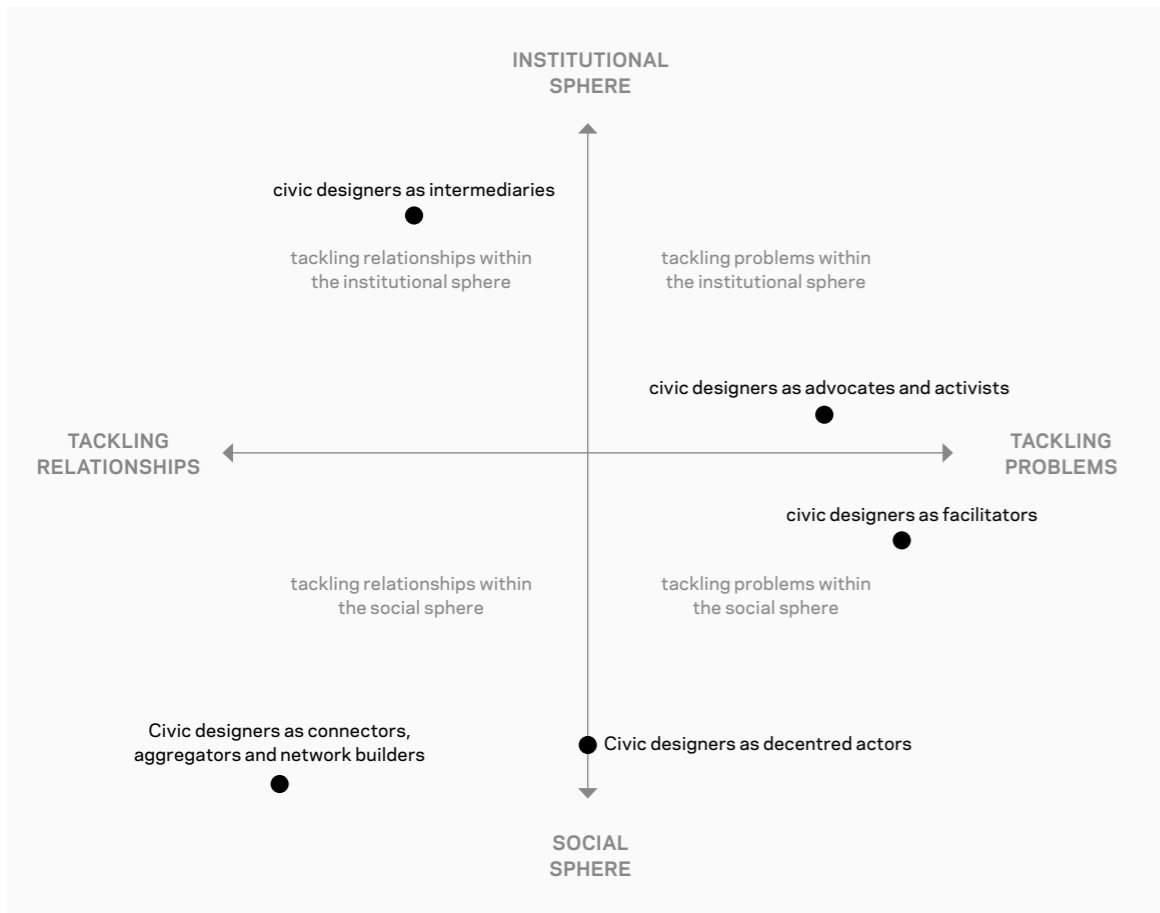 INSTITUTIONAL
SPHERE
civic designers as intermediaries
tackling relationships within
the institutional sphere
tackling problems within
the institutional sphere
civic designers as advocates and activists
TACKLING
RELATIONSHIPS
TACKLING
PROBLEMS
civic designers as facilitators
tackling relationships within
the social sphere
tackling problems within
the social sphere
Civic designers as connectors,
aggregators and network builders
Civic designers as decentred actors
SOCIAL
SPHERE